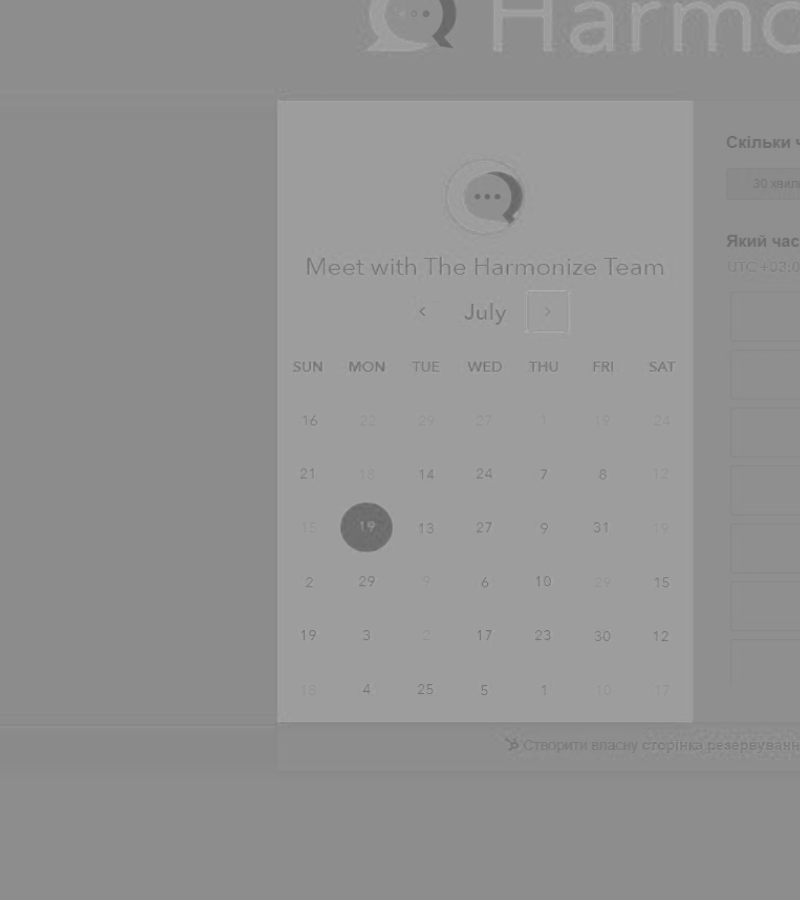 Harmo
Meet with The Harmonize Team
July
SUN MON TUE WED THU FRI SAT
16 22 29 27 1 19 24
21 18 14 24 7 8 12
15 19 13 27 9 31 19
2 29 9 6 10 29 15
19 3 2 17 23 30 12
18 4 25 5 1 10 17
Скільки ч
30 хвил
Який час
UTC +03:0
Створити власну сторінка резервуванн